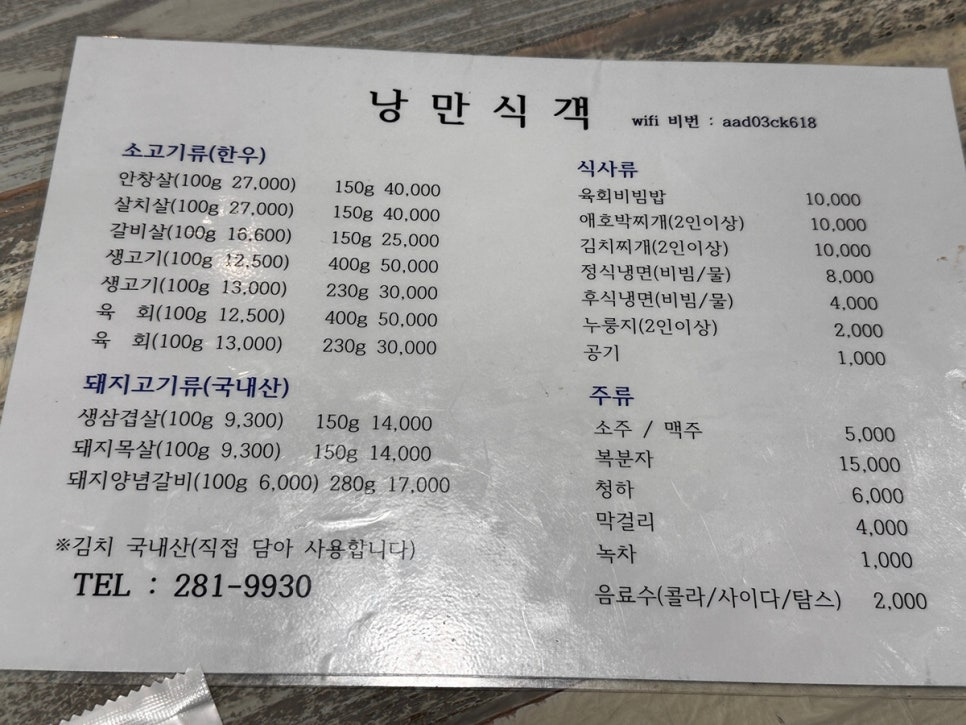 낭만식객 wifi 비번 : aad03ck618
소고기류(한우)
안창살(100g 27,000) 150g 40,000
살치살(100g 27,000) 150g 40,000
갈비살(100g 16,600) 150g 25,000
생고기(100g 12,500) 400g 50,000
생고기(100g 13,000) 230g 30,000
육 회(100g 12,500) 400g 50,000
육 회(100g 13,000) 230g 30,000
돼지고기류(국내산)
생삼겹살(100g 9,300) 150g 14,000
돼지목살(100g 9,300) 150g 14,000
돼지양념갈비(100g 6,000) 280g 17,000
※김치 국내산(직접 담아 사용합니다)
TEL : 281-9930
식사류
육회비빔밥 10,000
애호박찌개(2인이상) 10,000
김치찌개(2인이상) 10,000
정식냉면(비빔/물) 8,000
후식냉면(비빔/물) 4,000
누룽지(2인이상) 2,000
공기 1,000
주류
소주 / 맥주 5,000
복분자 15,000
청하 6,000
막걸리 4,000
녹차 1,000
음료수(콜라/사이다/탐스) 2,000